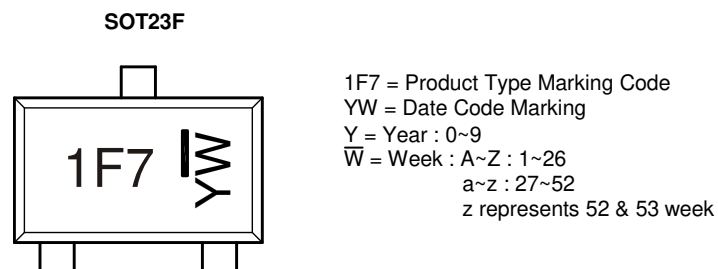 SOT23F
1F7 YW
1F7 = Product Type Marking Code
YW = Date Code Marking
Y = Year : 0~9
W̅ = Week : A~Z : 1~26
a~z : 27~52
z represents 52 & 53 week